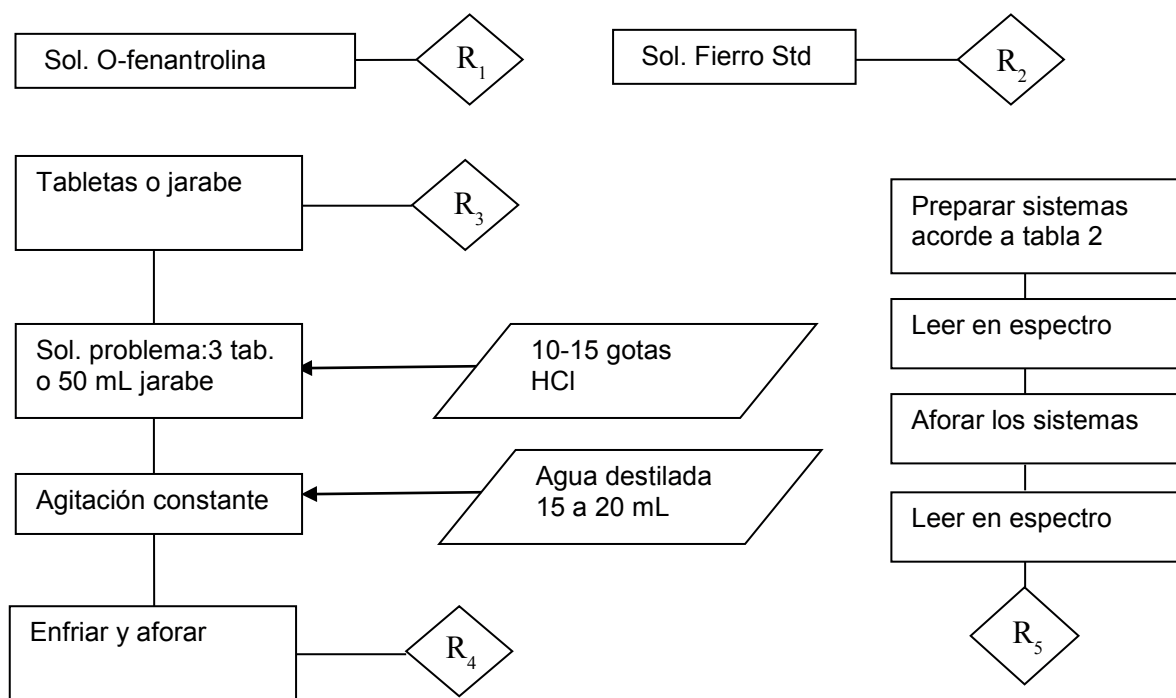 Sol. O-fenantrolina
R1
Sol. Fierro Std
R2
Tabletas o jarabe
R3
Sol. problema:3 tab.
o 50 mL jarabe
10-15 gotas
HCl
Agitación constante
Agua destilada
15 a 20 mL
Enfriar y aforar
R4
Preparar sistemas
acorde a tabla 2
Leer en espectro
Aforar los sistemas
Leer en espectro
R5